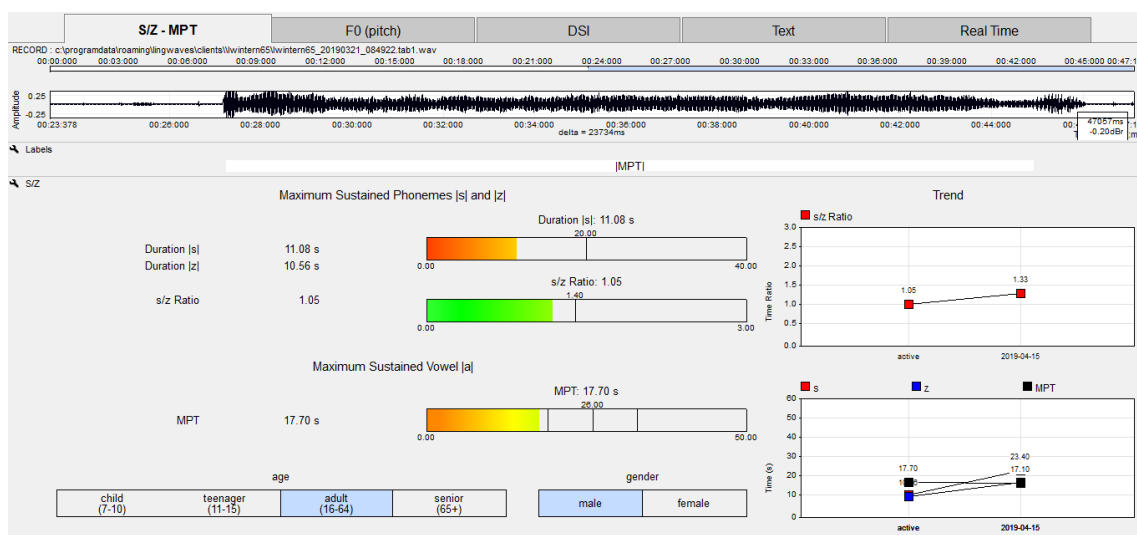 S/Z - MPT F0 (pitch) DSI Text Real Time
RECORD : c:\programdata\roaming\lingwaves\clients\lwintern65\lwintern65_20190321_084922.tab1.wav
00:00:000 00:03:000 00:06:000 00:09:000 00:12:000 00:15:000 00:18:000 00:21:000 00:24:000 00:27:000 00:30:000 00:33:000 00:36:000 00:39:000 00:42:000 00:45:000 00:47:1
Amplitude
0.25
-0.25
00:23:378 00:26:000 00:28:000 00:30:000 00:32:000 00:34:000 00:36:000 00:38:000 00:40:000 00:42:000 00:44:000
delta = 23734ms
47057ms
-0.20dBr
Labels
|MPT|
S/Z
Maximum Sustained Phonemes |s| and |z|
Duration |s|: 11.08 s
20.00
Duration |s| 11.08 s
Duration |z| 10.56 s
0.00 40.00
s/z Ratio: 1.05
1.40
s/z Ratio 1.05
0.00 3.00
Maximum Sustained Vowel |a|
MPT: 17.70 s
26.00
MPT 17.70 s
0.00 50.00
age
child (7-10) teenager (11-15) adult (16-64) senior (65+)
gender
male female
Trend
s/z Ratio
3.0
2.5
2.0
1.5
1.0
0.5
0.0
Time Ratio
1.05 1.33
active 2019-04-15
s z MPT
60
50
40
30
20
10
0
Time (s)
23.40
17.70 17.10
active 2019-04-15